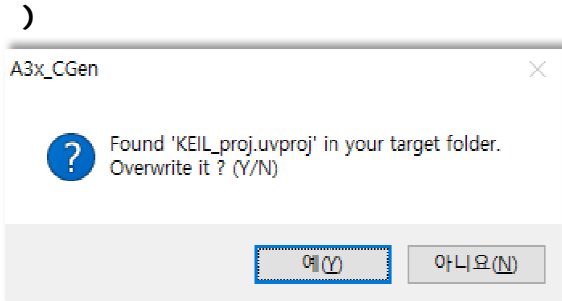 )
A3x_CGen
?
Found 'KEIL_proj.uvproj' in your target folder.
Overwrite it ? (Y/N)
예(Y)
아니요(N)